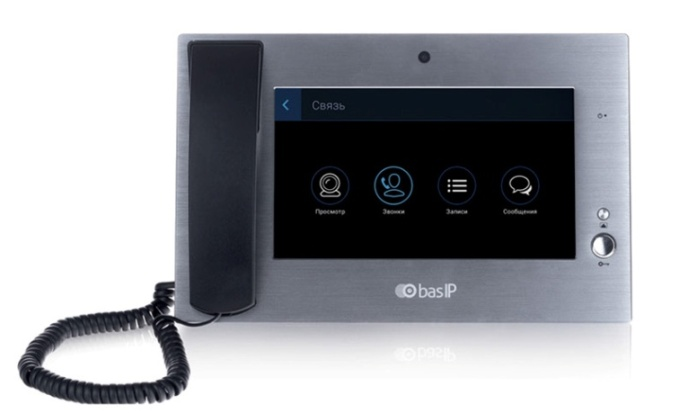 Связь
Просмотр
Звонки
Записи
Сообщения
basIP